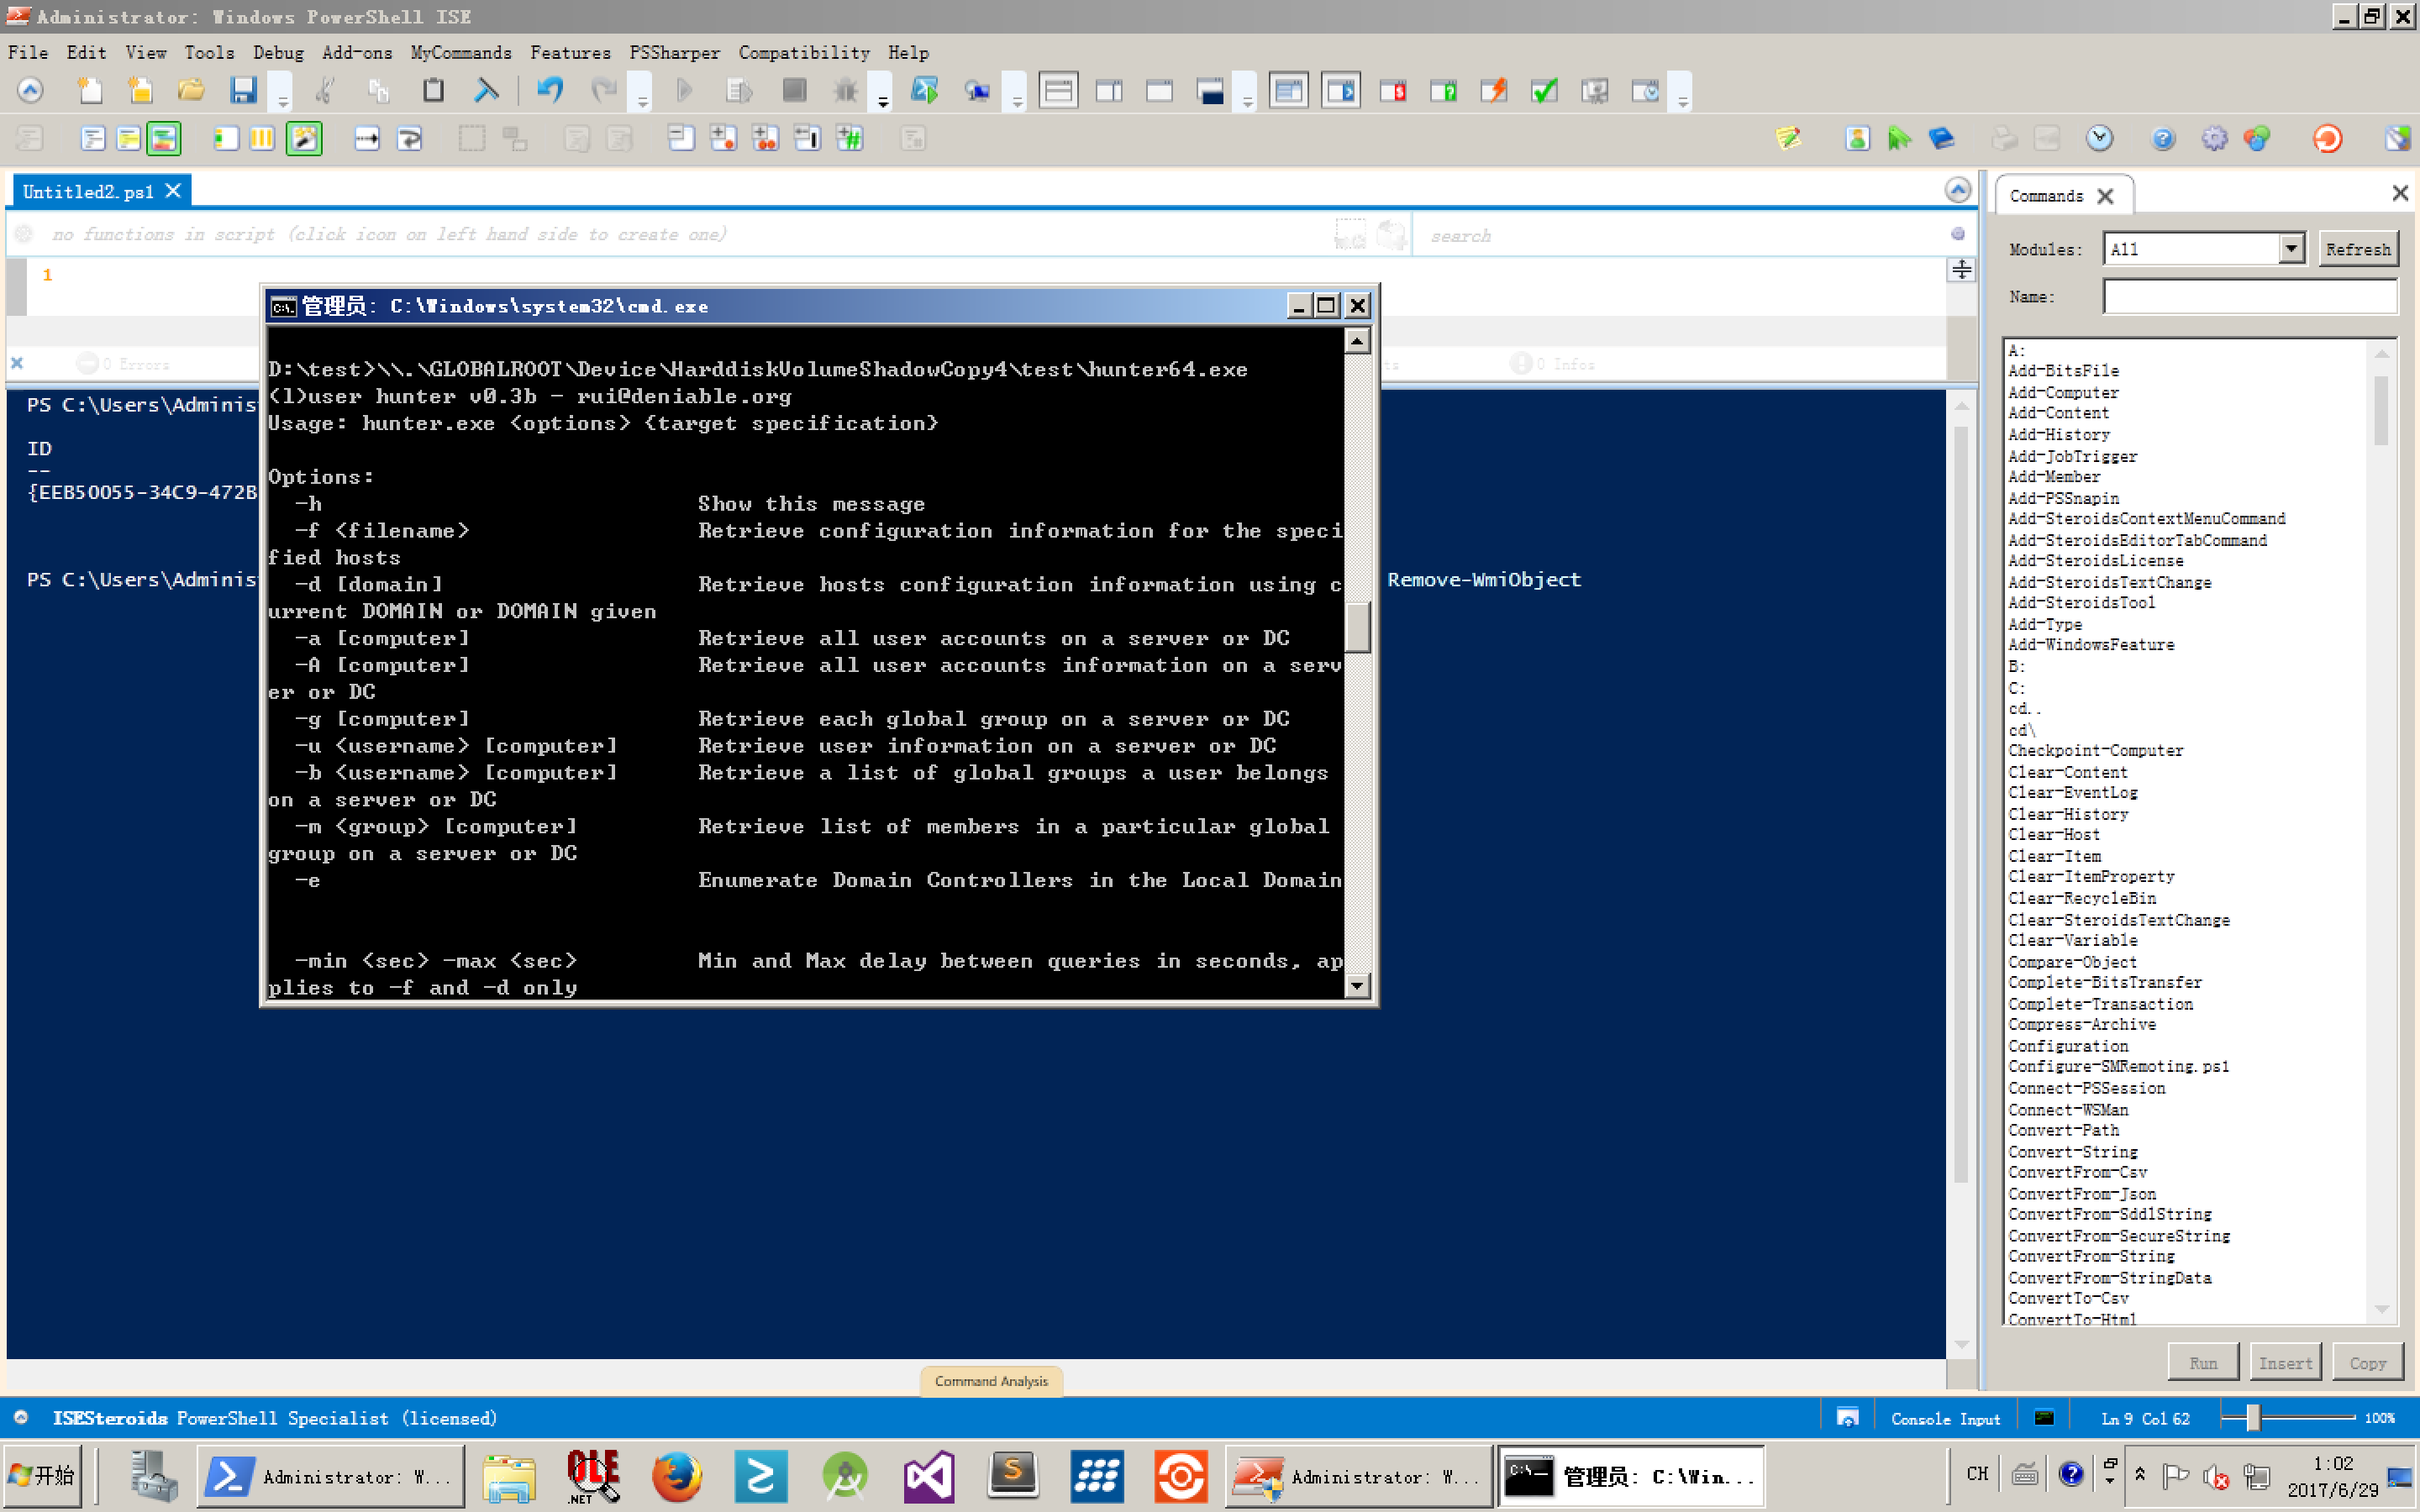 Administrator: Windows PowerShell ISE
File Edit View Tools Debug Add-ons MyCommands Features PSSharper Compatibility Help
Untitled2.ps1
no functions in script (click icon on left hand side to create one)
search
1
0 Errors
0 Infos
PS C:\Users\Adminis
ID
--
{EEB50055-34C9-472B
PS C:\Users\Adminis
Remove-WmiObject
管理员: C:\Windows\system32\cmd.exe
D:\test>\\.\GLOBALROOT\Device\HarddiskVolumeShadowCopy4\test\hunter64.exe
(l)user hunter v0.3b - rui@deniable.org
Usage: hunter.exe <options> {target specification}
Options:
-h Show this message
-f <filename> Retrieve configuration information for the speci
fied hosts
-d [domain] Retrieve hosts configuration information using c
urrent DOMAIN or DOMAIN given
-a [computer] Retrieve all user accounts on a server or DC
-A [computer] Retrieve all user accounts information on a serv
er or DC
-g [computer] Retrieve each global group on a server or DC
-u <username> [computer] Retrieve user information on a server or DC
-b <username> [computer] Retrieve a list of global groups a user belongs
on a server or DC
-m <group> [computer] Retrieve list of members in a particular global
group on a server or DC
-e Enumerate Domain Controllers in the Local Domain
-min <sec> -max <sec> Min and Max delay between queries in seconds, ap
plies to -f and -d only
Commands
Modules: All Refresh
Name:
A:
Add-BitsFile
Add-Computer
Add-Content
Add-History
Add-JobTrigger
Add-Member
Add-PSSnapin
Add-SteroidsContextMenuCommand
Add-SteroidsEditorTabCommand
Add-SteroidsLicense
Add-SteroidsTextChange
Add-SteroidsTool
Add-Type
Add-WindowsFeature
B:
C:
cd..
cd\
Checkpoint-Computer
Clear-Content
Clear-EventLog
Clear-History
Clear-Host
Clear-Item
Clear-ItemProperty
Clear-RecycleBin
Clear-SteroidsTextChange
Clear-Variable
Compare-Object
Complete-BitsTransfer
Complete-Transaction
Compress-Archive
Configuration
Configure-SMRemoting.ps1
Connect-PSSession
Connect-WSMan
Convert-Path
Convert-String
ConvertFrom-Csv
ConvertFrom-Json
ConvertFrom-SddlString
ConvertFrom-SecureString
ConvertFrom-String
ConvertFrom-StringData
ConvertTo-Csv
ConvertTo-Html
Run Insert Copy
Command Analysis
ISESteroids PowerShell Specialist (licensed)
Console Input
Ln 9 Col 62
100%
开始
Administrator: W...
OLE
.NET
Administrator: W...
管理员: C:\Win...
CH
1:02
2017/6/29